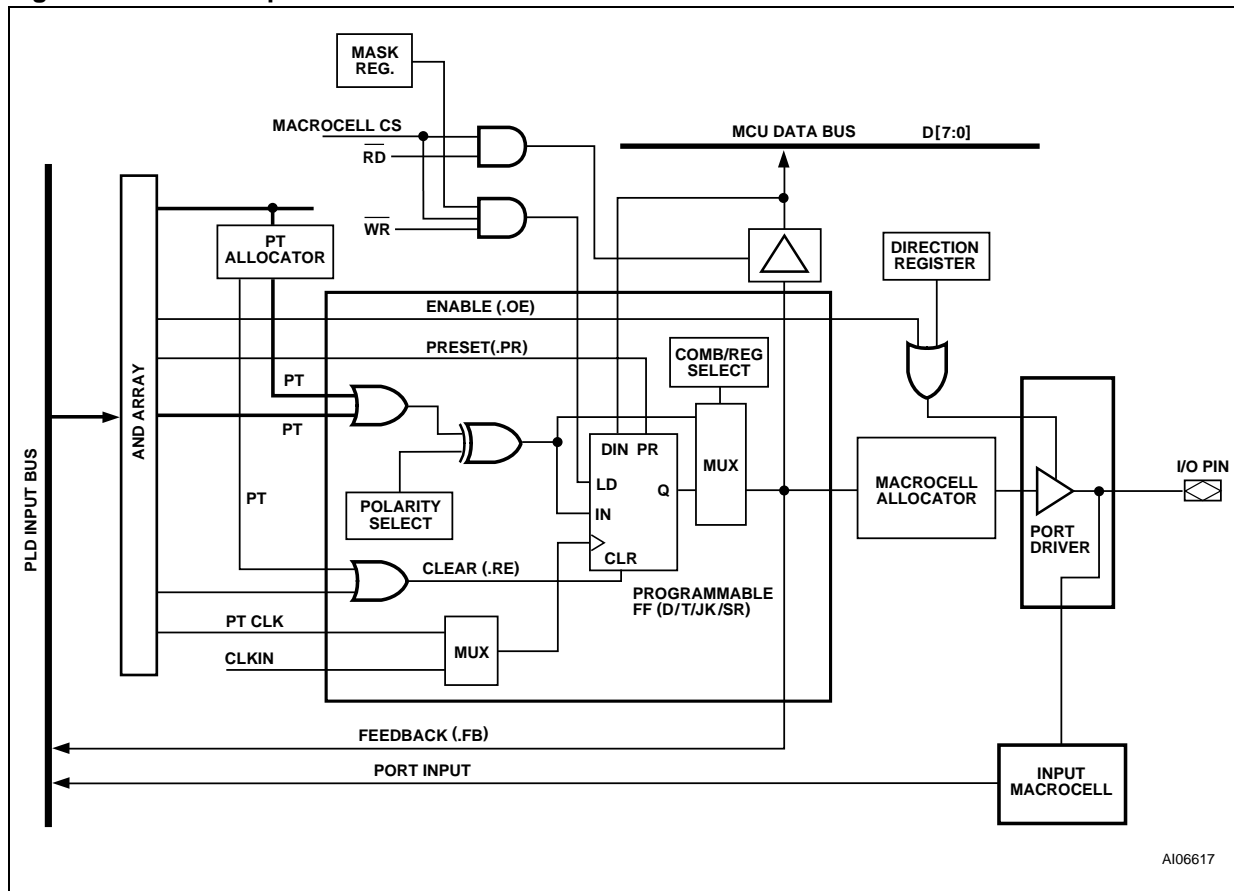 MASK
REG.
MACROCELL CS
RD
WR
MCU DATA BUS D[7:0]
PT
ALLOCATOR
DIRECTION
REGISTER
ENABLE (.OE)
PRESET(.PR)
COMB/REG
SELECT
PT
PT
PLD INPUT BUS
AND ARRAY
DIN PR
MUX
LD
Q
IN
CLR
POLARITY
SELECT
MACROCELL
ALLOCATOR
I/O PIN
PORT
DRIVER
PT
CLEAR (.RE)
PROGRAMMABLE
FF (D/T/JK/SR)
PT CLK
MUX
CLKIN
FEEDBACK (.FB)
PORT INPUT
INPUT
MACROCELL
AI06617